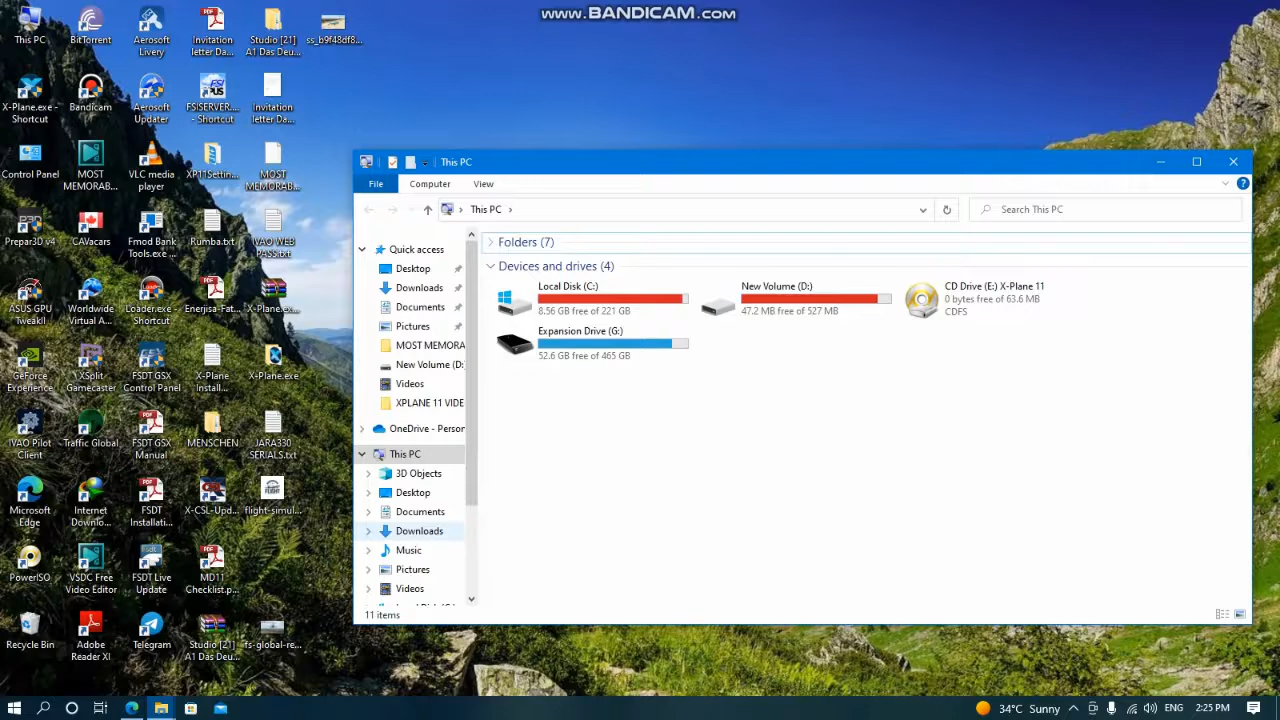 www.BANDICAM.com
This PC
BitTorrent
Aerosoft
Livery
Invitation
letter Da...
Studio [21]
A1 Das Deu...
ss_b9f48df8...
X-Plane.exe -
Shortcut
Bandicam
Aerosoft
Updater
FSISERVER....
- Shortcut
Invitation
letter Da...
Control Panel
MOST
MEMORAB...
VLC media
player
XP11Settin...
MOST
MEMORAB...
Prepar3D v4
CAVacars
Fmod Bank
Tools.exe ...
Rumba.txt
IVAO WEB
PASS.txt
ASUS GPU
TweakII
Worldwide
Virtual A...
Loader.exe -
Shortcut
Enerjisa-Fat...
X-Plane.ex...
GeForce
Experience
XSplit
Gamecaster
FSDT GSX
Control Panel
X-Plane
Install...
X-Plane.exe
IVAO Pilot
Client
Traffic Global
FSDT GSX
Manual
MENSCHEN
JARA330
SERIALS.txt
Microsoft
Edge
Internet
Downlo...
FSDT
Installati...
X-CSL-Upd...
flight-simul...
PowerISO
VSDC Free
Video Editor
FSDT Live
Update
MD11
Checklist.p...
Recycle Bin
Adobe
Reader XI
Telegram
Studio [21]
A1 Das Deu...
fs-global-re...
This PC
File
Computer
View
This PC
Search This PC
Quick access
Desktop
Downloads
Documents
Pictures
MOST MEMORA
New Volume (D:)
Videos
XPLANE 11 VIDE
OneDrive - Person
This PC
3D Objects
Desktop
Documents
Downloads
Music
Pictures
Videos
Folders (7)
Devices and drives (4)
Local Disk (C:)
8.56 GB free of 221 GB
New Volume (D:)
47.2 MB free of 527 MB
CD Drive (E:) X-Plane 11
0 bytes free of 63.6 MB
CDFS
Expansion Drive (G:)
52.6 GB free of 465 GB
11 items
34°C Sunny
ENG
2:25 PM